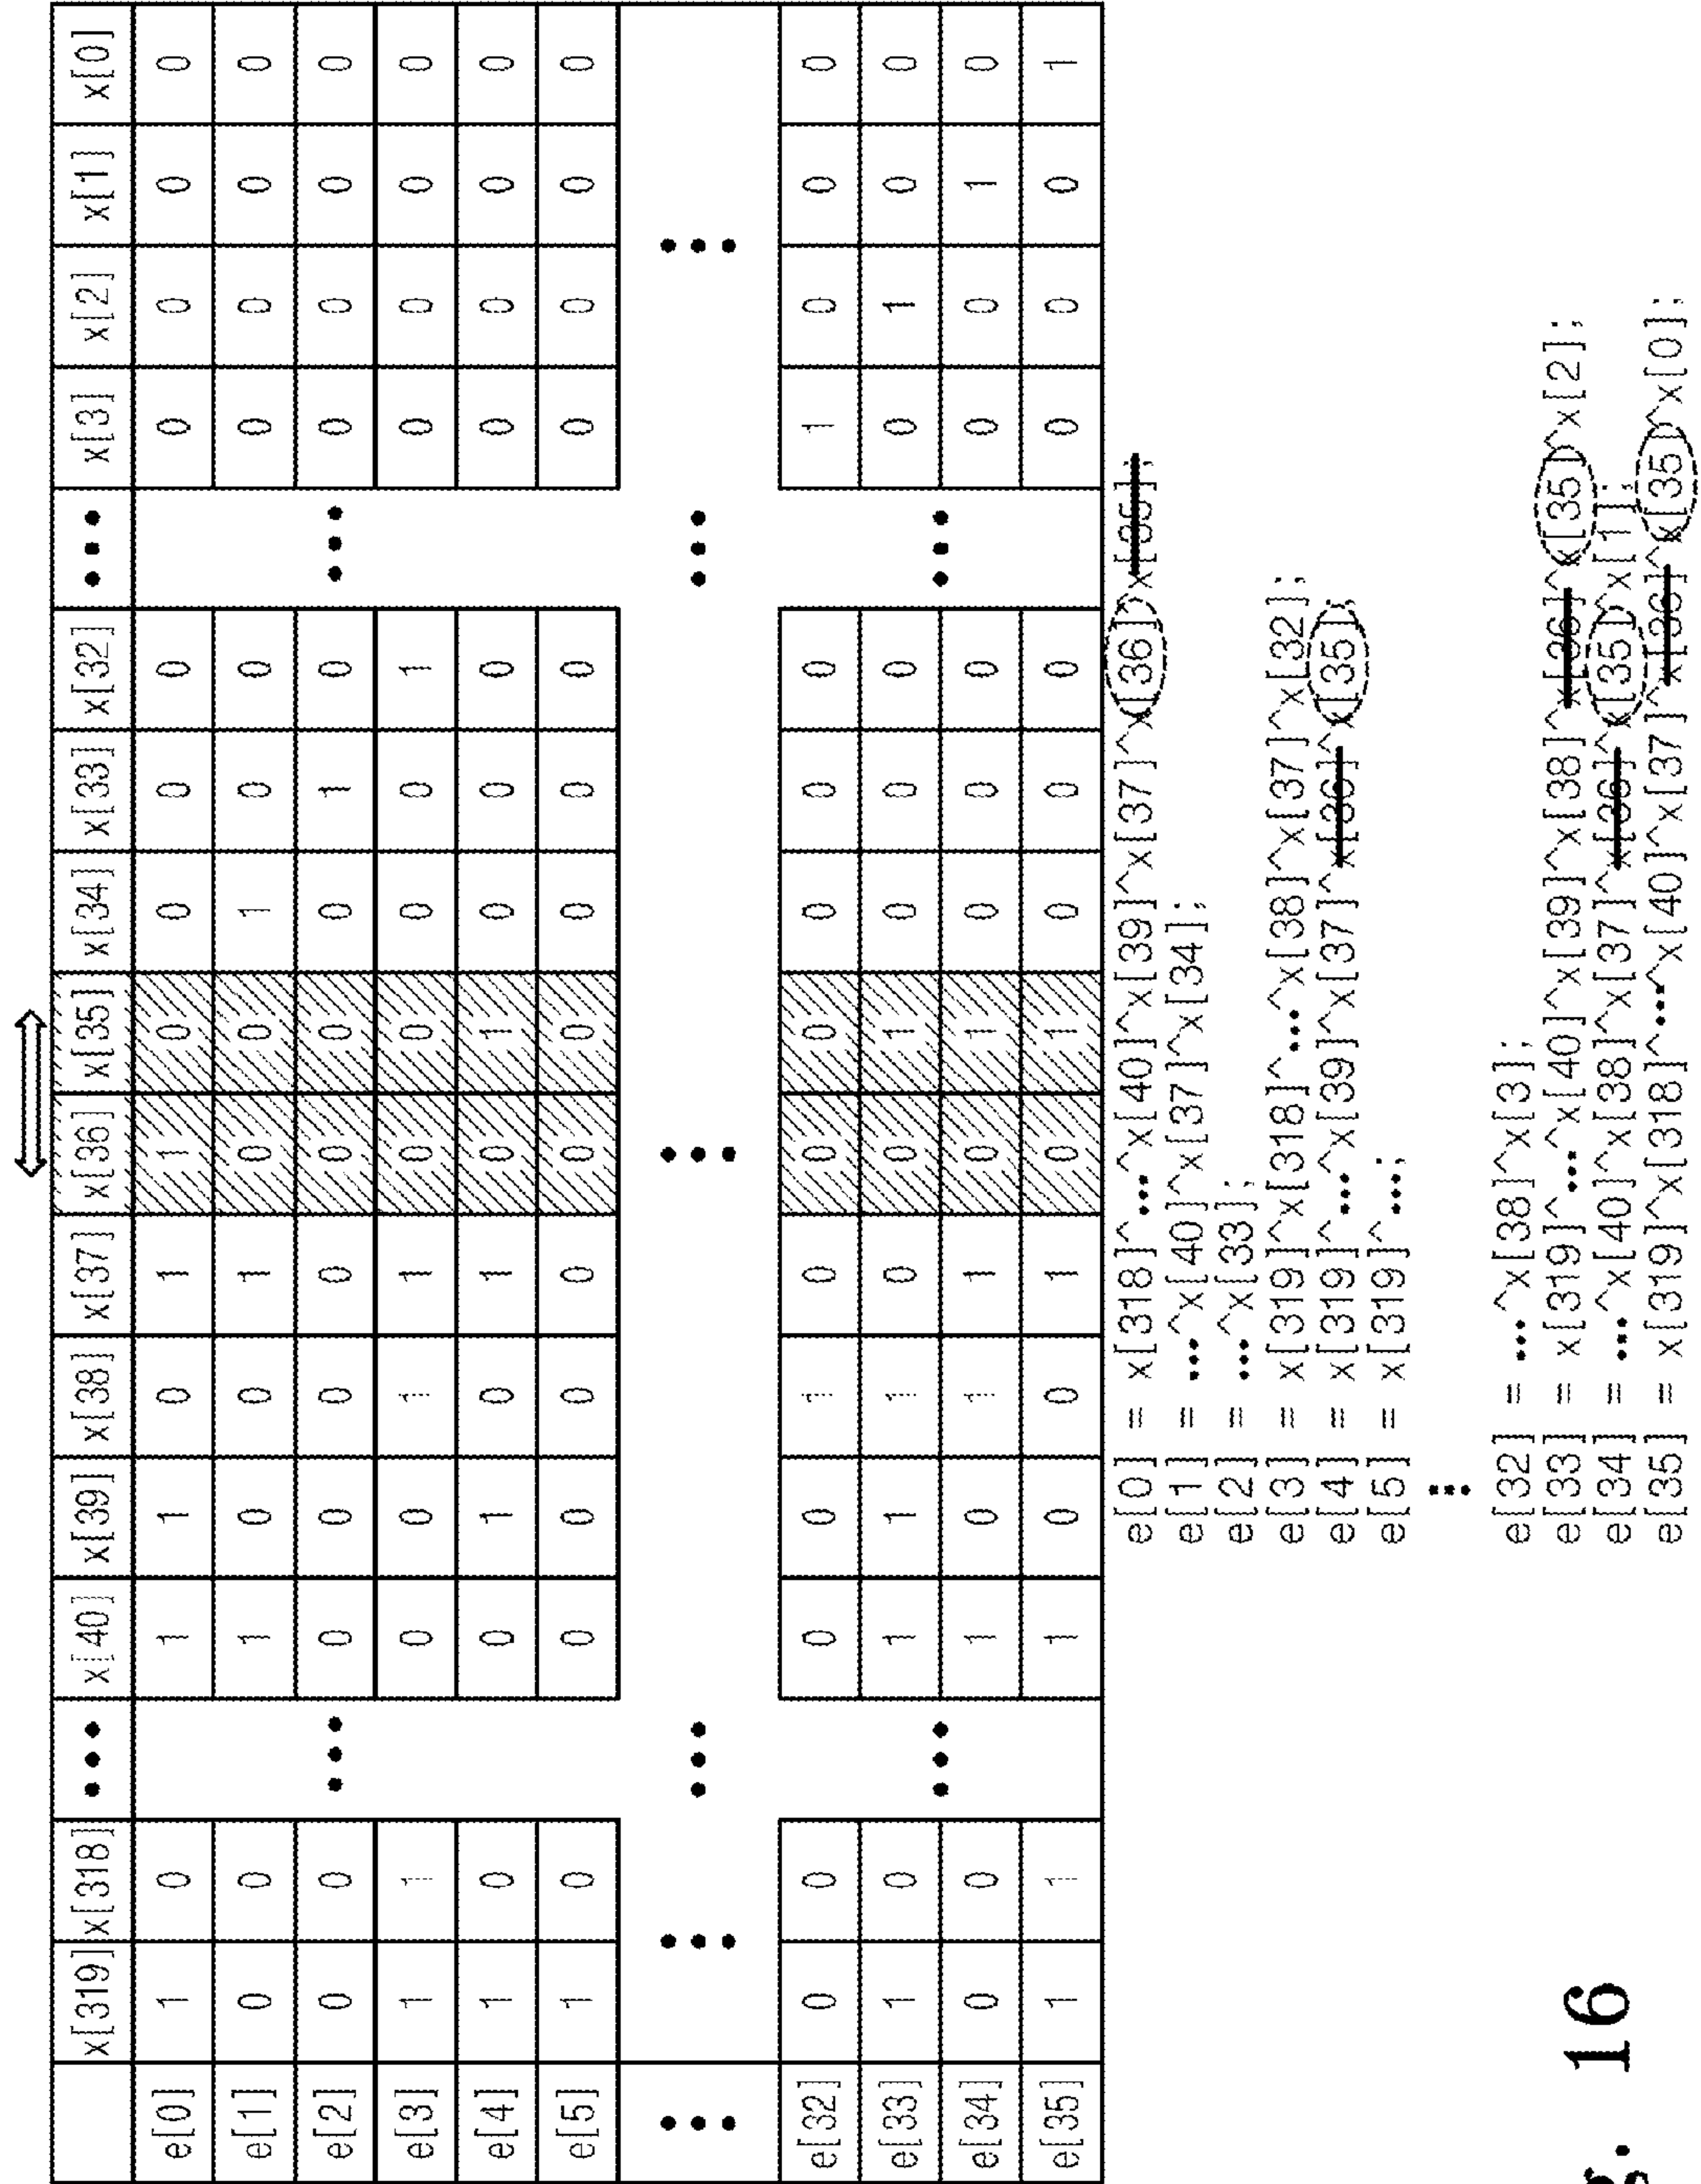 x[319] x[318] ••• x[40] x[39] x[38] x[37] x[36] x[35] x[34] x[33] x[32] ••• x[3] x[2] x[1] x[0]
e[0] 1 0 1 1 0 1 1 0 0 0 0 0 0 0 0
e[1] 0 0 1 0 0 1 0 0 1 0 0 0 0 0 0
e[2] 0 0 ••• 0 0 0 0 0 0 0 1 0 ••• 0 0 0 0
e[3] 1 1 0 0 1 1 0 0 0 0 1 0 0 0 0
e[4] 1 0 0 1 0 1 0 1 0 0 0 0 0 0 0
e[5] 1 0 0 0 0 0 0 0 0 0 0 0 0 0 0
••• ••• ••• ••• ••• •••
e[32] 0 0 0 0 1 0 0 0 0 0 0 1 0 0 0
e[33] 1 0 ••• 1 1 1 0 0 1 0 0 0 ••• 0 1 0 0
e[34] 0 0 1 0 1 1 0 1 0 0 0 0 0 1 0
e[35] 1 1 1 0 0 1 0 1 0 0 0 0 0 0 1
e[0] = x[318]^•••^x[40]^x[39]^x[37]^x[36]^x[35];
e[1] = •••^x[40]^x[37]^x[34];
e[2] = •••^x[33];
e[3] = x[319]^x[318]^•••^x[38]^x[37]^x[32];
e[4] = x[319]^•••^x[39]^x[37]^x[36]^x[35];
e[5] = x[319]^•••;
•••
e[32] = •••^x[38]^x[3];
e[33] = x[319]^•••^x[40]^x[39]^x[38]^x[36]^x[35]^x[2];
e[34] = •••^x[40]^x[38]^x[37]^x[36]^x[35]^x[1];
e[35] = x[319]^x[318]^•••^x[40]^x[37]^x[36]^x[35]^x[0];
g. 16